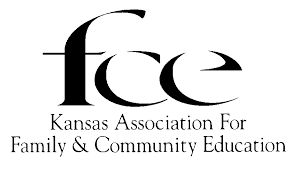 fce
Kansas Association For
Family & Community Education